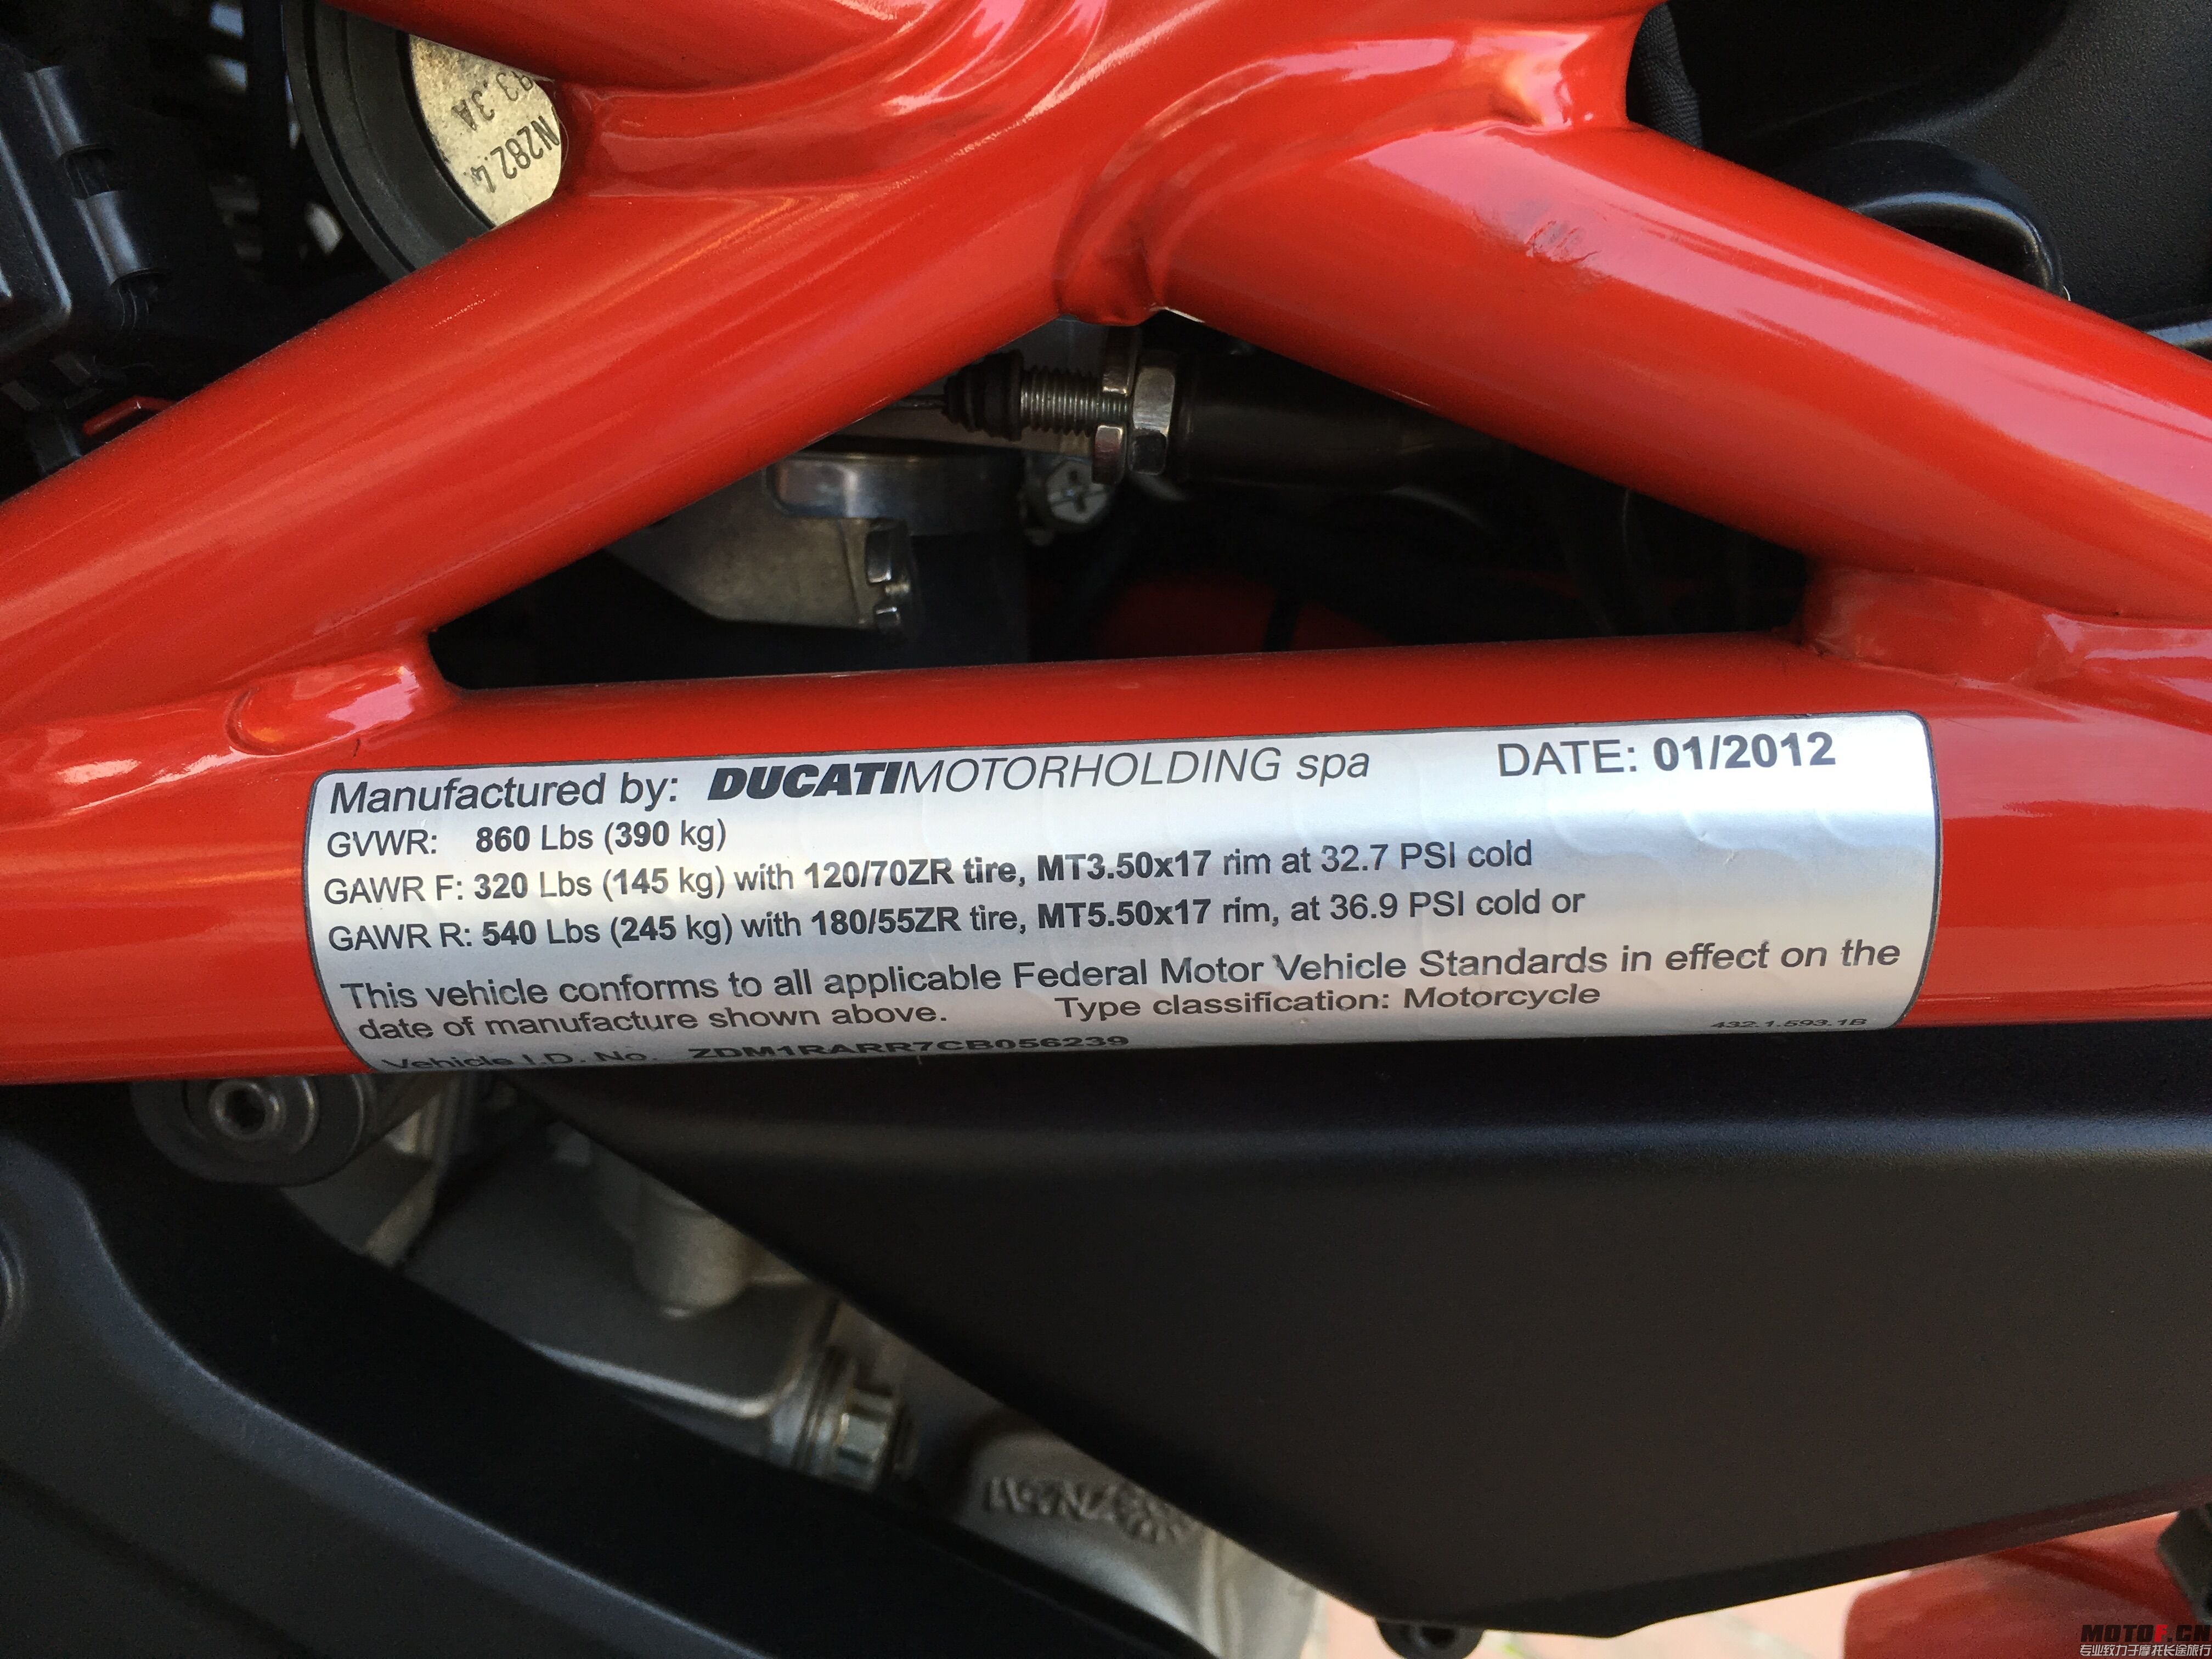 93.3A
N282.4
Manufactured by: DUCATIMOTORHOLDING spa DATE: 01/2012
GVWR: 860 Lbs (390 kg)
GAWR F: 320 Lbs (145 kg) with 120/70ZR tire, MT3.50x17 rim at 32.7 PSI cold
GAWR R: 540 Lbs (245 kg) with 180/55ZR tire, MT5.50x17 rim, at 36.9 PSI cold or
This vehicle conforms to all applicable Federal Motor Vehicle Standards in effect on the
date of manufacture shown above. Type classification: Motorcycle
432.1.593.1B
Vehicle I.D. No. ZDM1RARR7CB056239
MOTOF.CN
专业致力于摩托长途旅行